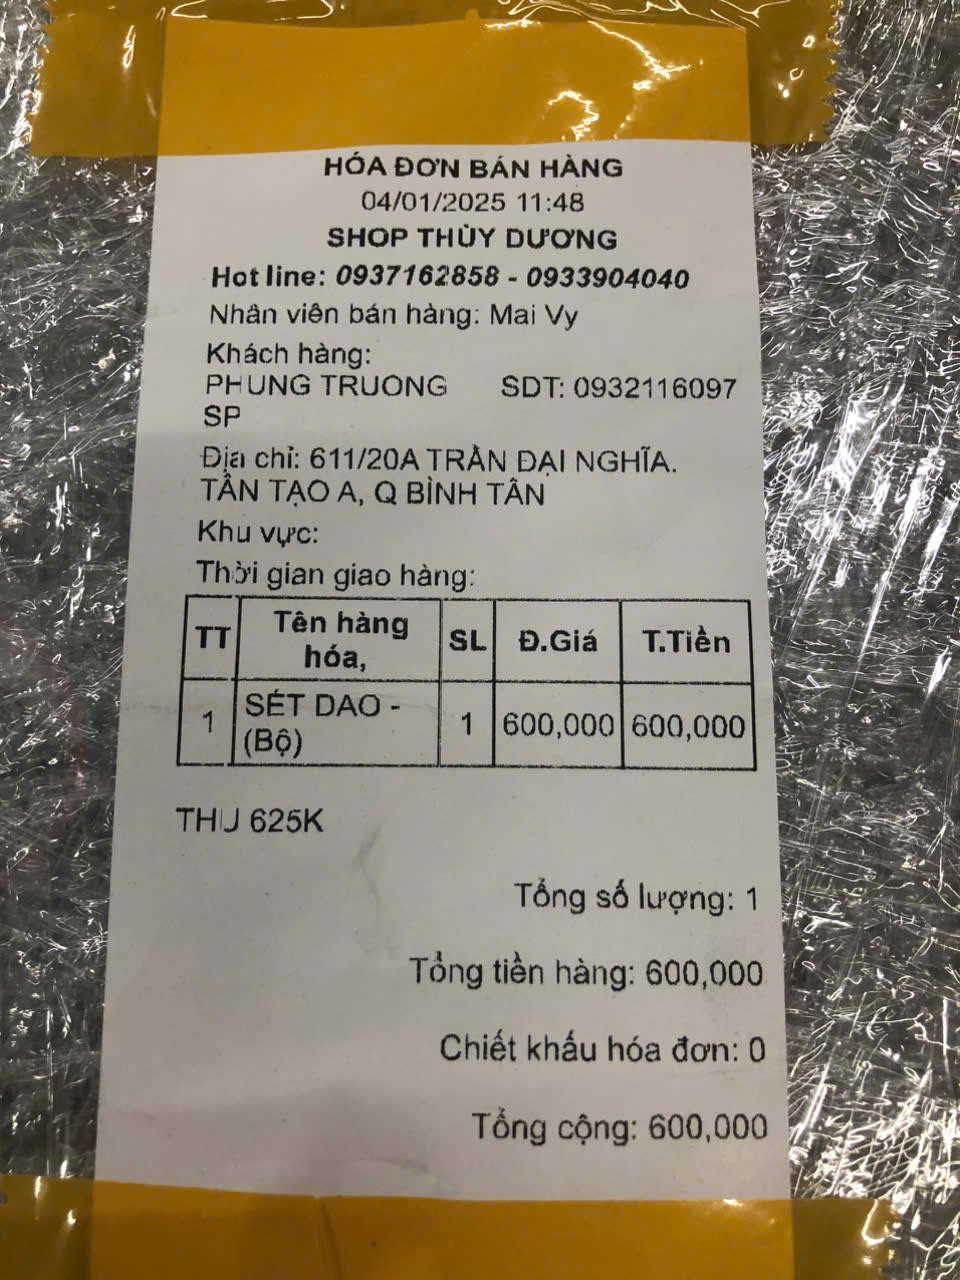 HÓA ĐƠN BÁN HÀNG
04/01/2025 11:48
SHOP THÙY DƯƠNG
Hot line: 0937162858 - 0933904040
Nhân viên bán hàng: Mai Vy
Khách hàng:
PHUNG TRUONG SDT: 0932116097
SP
Địa chỉ: 611/20A TRẦN ĐẠI NGHĨA.
TÂN TẠO A, Q BÌNH TÂN
Khu vực:
Thời gian giao hàng:
TT Tên hàng hóa, SL Đ.Giá T.Tiền
1 SÉT DAO - (Bộ) 1 600,000 600,000
THU 625K
Tổng số lượng: 1
Tổng tiền hàng: 600,000
Chiết khấu hóa đơn: 0
Tổng cộng: 600,000